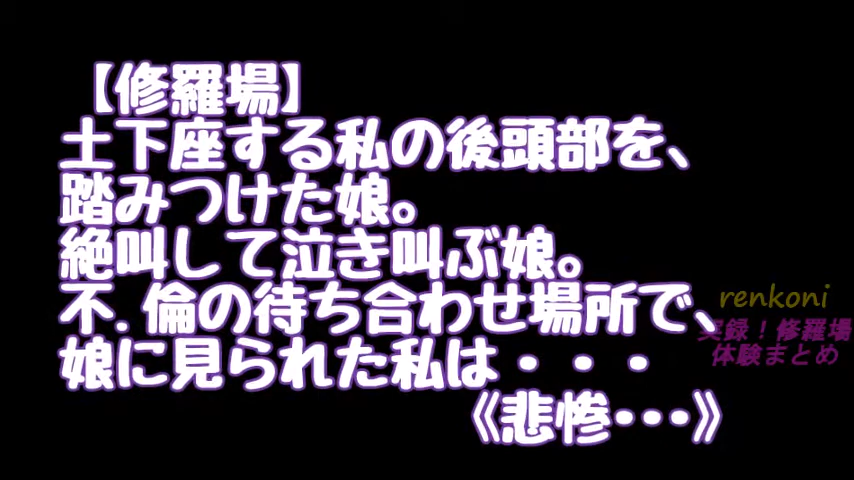 【修羅場】
土下座する私の後頭部を、
踏みつけた娘。
絶叫して泣き叫ぶ娘。
不.倫の待ち合わせ場所で、
娘に見られた私は・・・
《悲惨…》
renkoni
実録！修羅場
体験まとめ